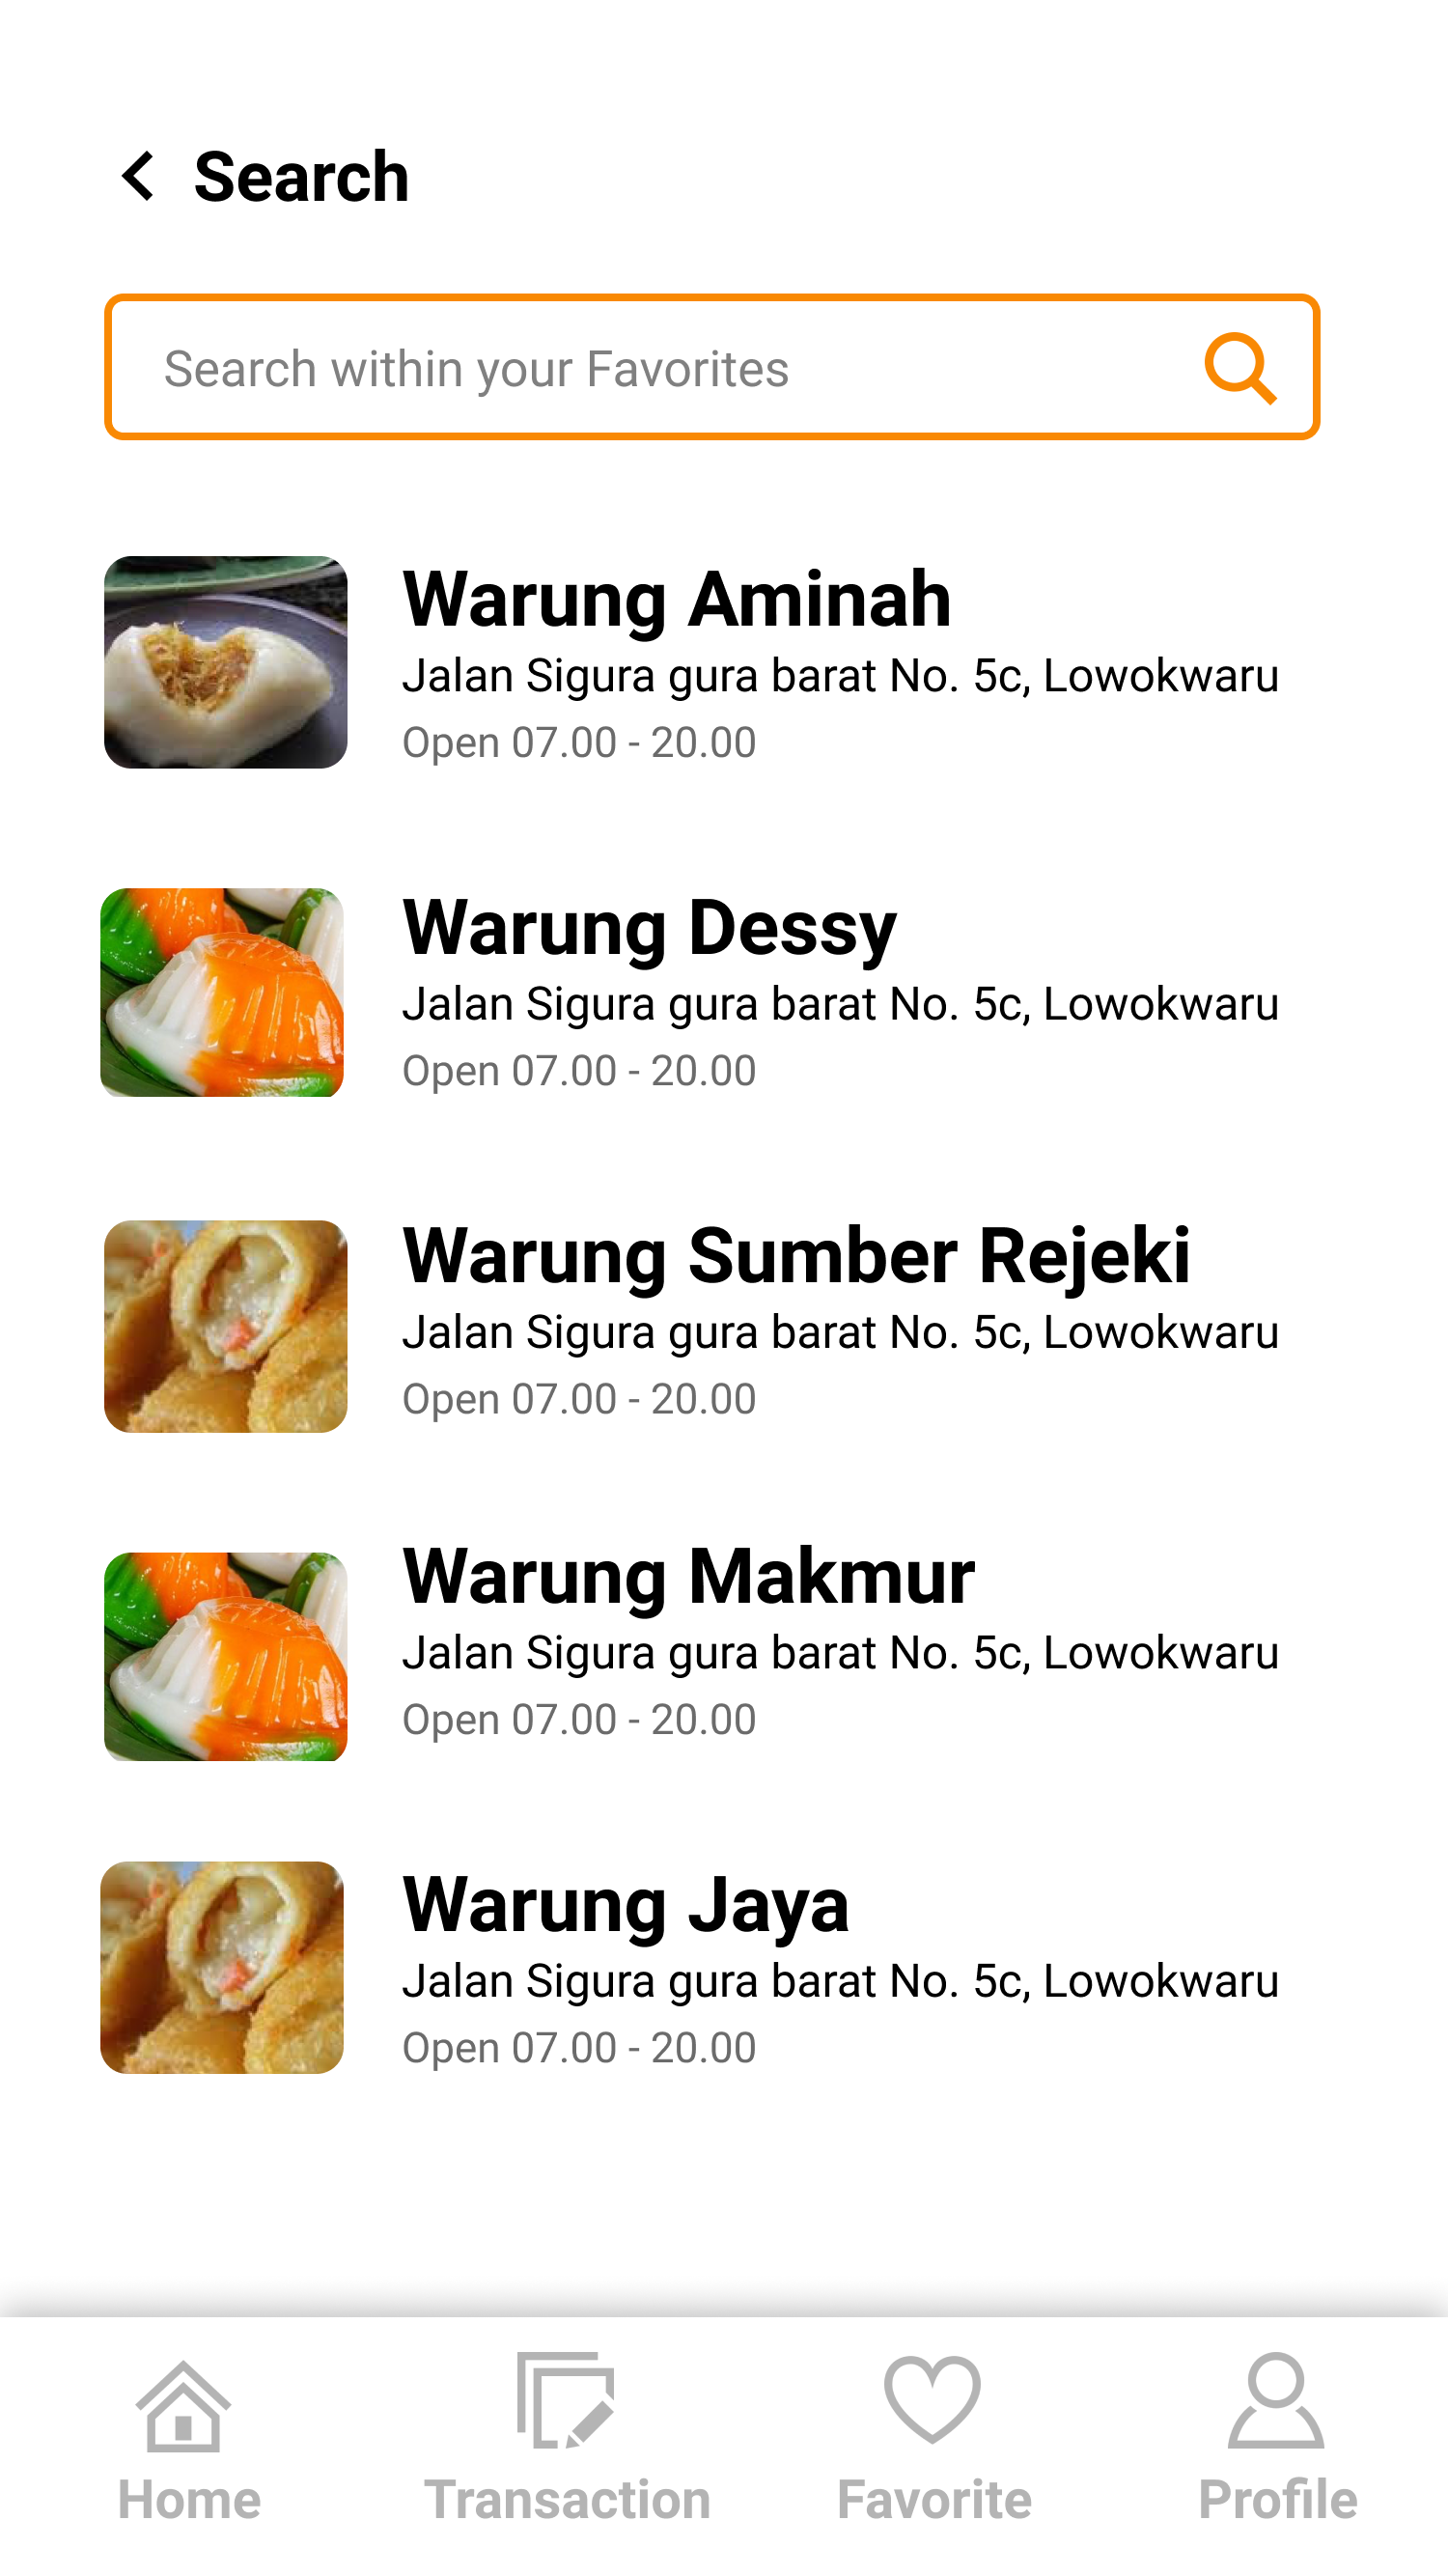 Search
Search within your Favorites
Warung Aminah
Jalan Sigura gura barat No. 5c, Lowokwaru
Open 07.00 - 20.00
Warung Dessy
Jalan Sigura gura barat No. 5c, Lowokwaru
Open 07.00 - 20.00
Warung Sumber Rejeki
Jalan Sigura gura barat No. 5c, Lowokwaru
Open 07.00 - 20.00
Warung Makmur
Jalan Sigura gura barat No. 5c, Lowokwaru
Open 07.00 - 20.00
Warung Jaya
Jalan Sigura gura barat No. 5c, Lowokwaru
Open 07.00 - 20.00
Home Transaction Favorite Profile